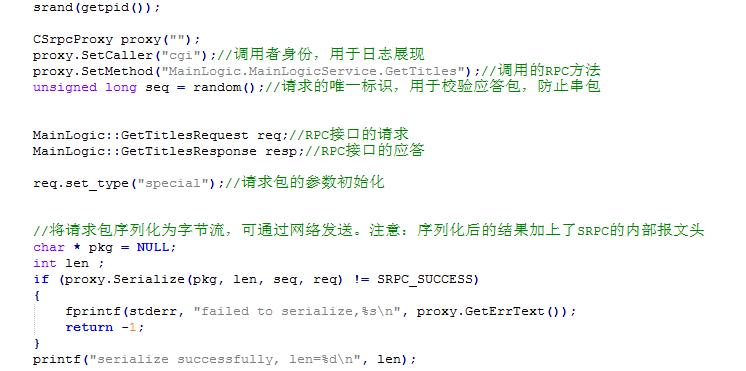 srand(getpid());
CSrpcProxy proxy("");
proxy.SetCaller("cgi");//调用者身份，用于日志展现
proxy.SetMethod("MainLogic.MainLogicService.GetTitles");//调用的RPC方法
unsigned long seq = random();//请求的唯一标识，用于校验应答包，防止串包
MainLogic::GetTitlesRequest req;//RPC接口的请求
MainLogic::GetTitlesResponse resp;//RPC接口的应答
req.set_type("special");//请求包的参数初始化
//将请求包序列化为字节流，可通过网络发送。注意：序列化后的结果加上了SRPC的内部报文头
char * pkg = NULL;
int len ;
if (proxy.Serialize(pkg, len, seq, req) != SRPC_SUCCESS)
{
    fprintf(stderr, "failed to serialize,%s\n", proxy.GetErrText());
    return -1;
}
printf("serialize successfully, len=%d\n", len);